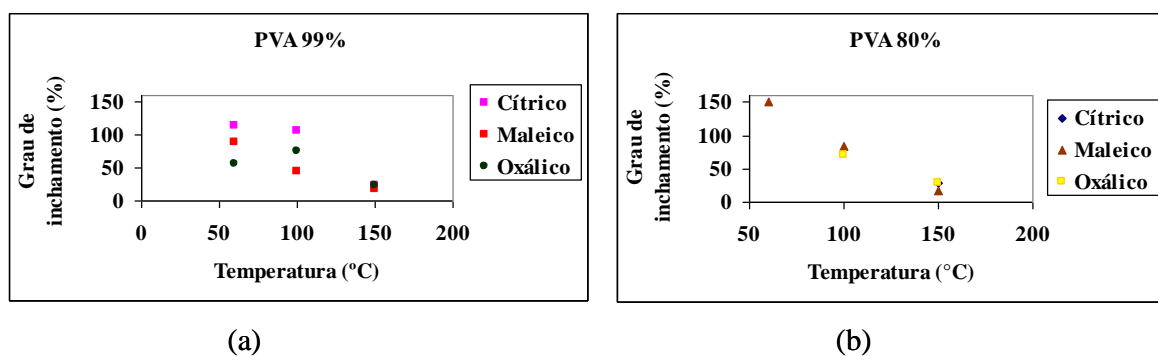 PVA 99%
Grau de
inchamento (%)
150
100
50
0
0 50 100 150 200
Temperatura (ºC)
Cítrico
Maleico
Oxálico
(a)
PVA 80%
Grau de
inchamento (%)
150
100
50
0
50 100 150 200
Temperatura (°C)
Cítrico
Maleico
Oxálico
(b)